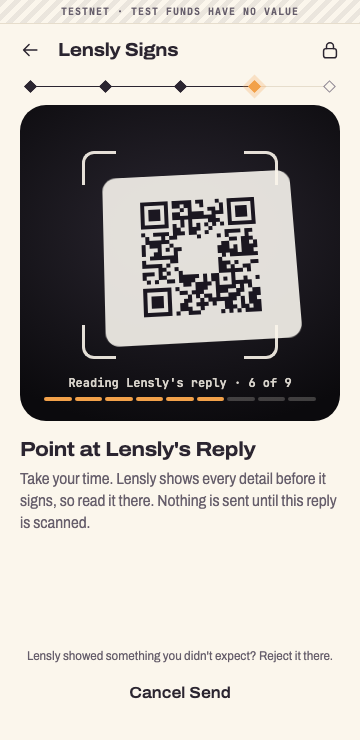 TESTNET · TEST FUNDS HAVE NO VALUE
Lensly Signs
Reading Lensly's reply · 6 of 9
Point at Lensly's Reply
Take your time. Lensly shows every detail before it
signs, so read it there. Nothing is sent until this reply
is scanned.
Lensly showed something you didn't expect? Reject it there.
Cancel Send